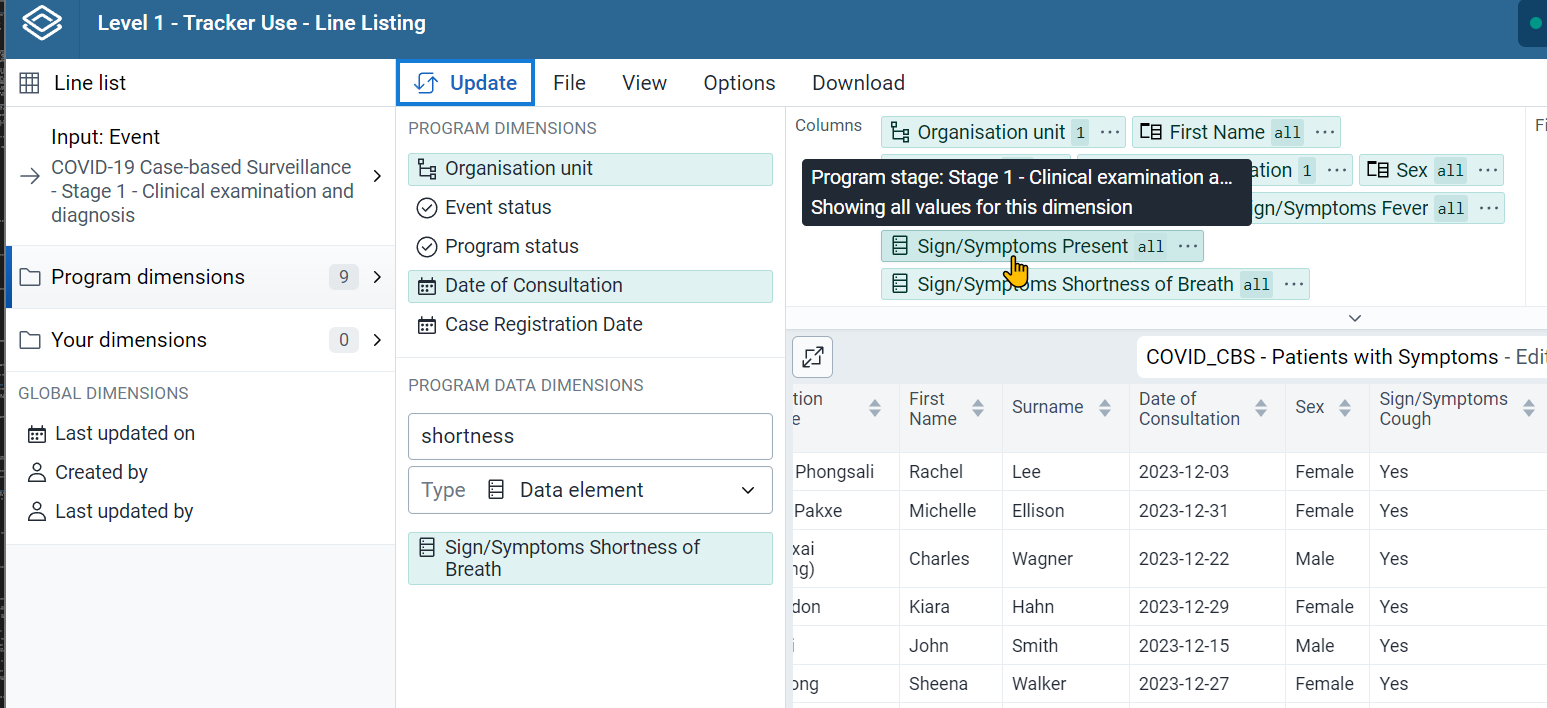 Level 1 - Tracker Use - Line Listing
Line list
Update File View Options Download
Input: Event
COVID-19 Case-based Surveillance
- Stage 1 - Clinical examination and
diagnosis
Program dimensions 9
Your dimensions 0
GLOBAL DIMENSIONS
Last updated on
Created by
Last updated by
PROGRAM DIMENSIONS
Organisation unit
Event status
Program status
Date of Consultation
Case Registration Date
PROGRAM DATA DIMENSIONS
shortness
Type Data element
Sign/Symptoms Shortness of
Breath
Columns Organisation unit 1 ... First Name all ...
ation 1 ... Sex all ...
Program stage: Stage 1 - Clinical examination a...
Showing all values for this dimension
gn/Symptoms Fever all ...
Sign/Symptoms Present all ...
Sign/Symptoms Shortness of Breath all ...
COVID_CBS - Patients with Symptoms - Edi
tion
e
First
Name
Surname
Date of
Consultation
Sex
Sign/Symptoms
Cough
Phongsali Rachel Lee 2023-12-03 Female Yes
Pakxe Michelle Ellison 2023-12-31 Female Yes
xai
ng)
Charles Wagner 2023-12-22 Male Yes
don Kiara Hahn 2023-12-29 Female Yes
i John Smith 2023-12-15 Male Yes
ong Sheena Walker 2023-12-27 Female Yes